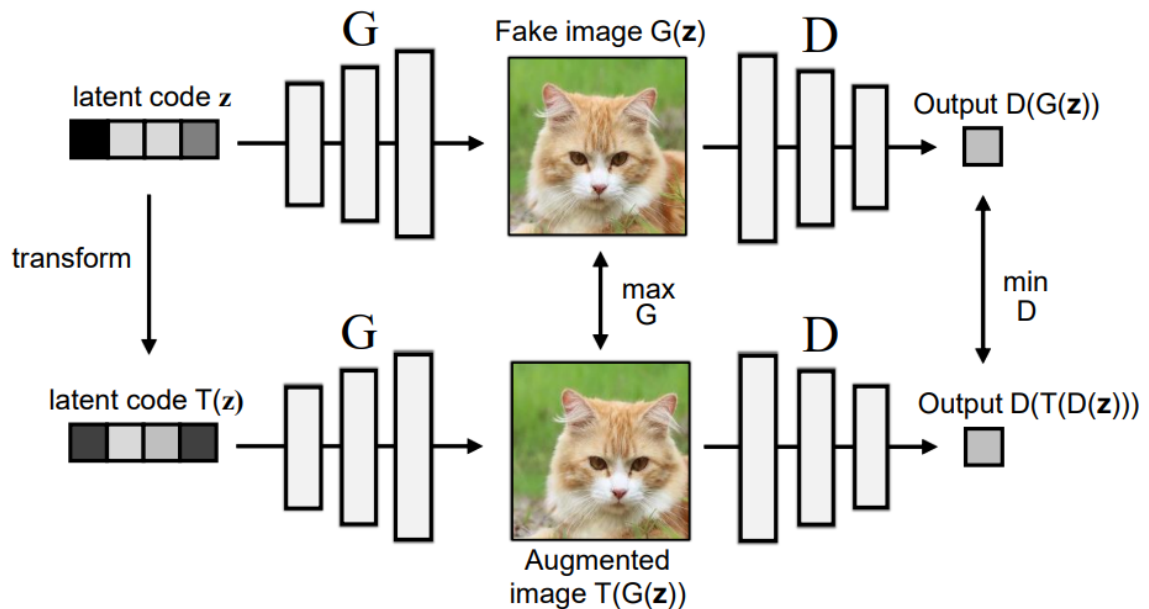 G
Fake image G(z)
D
latent code z
Output D(G(z))
transform
max
G
min
D
G
D
latent code T(z)
Output D(T(D(z)))
Augmented
image T(G(z))